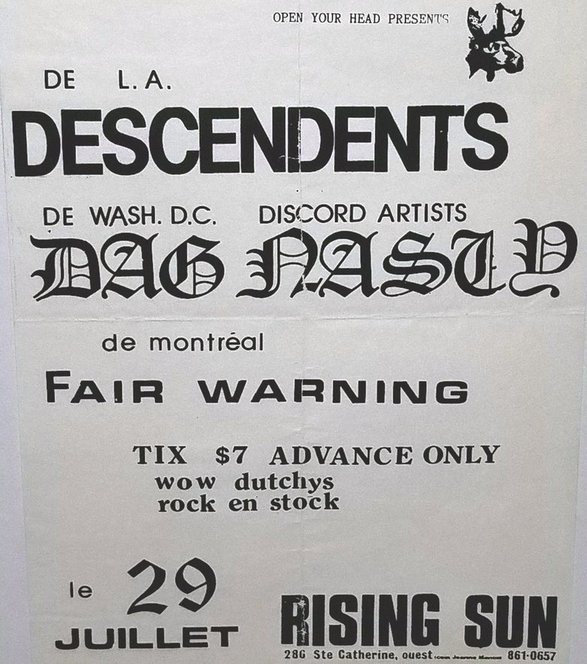 OPEN YOUR HEAD PRESENTS
DE L.A.
DESCENDENTS
DE WASH. D.C. DISCORD ARTISTS
DAG NASTY
de montréal
FAIR WARNING
TIX $7 ADVANCE ONLY
wow dutchys
rock en stock
le 29
JUILLET
RISING SUN
286 Ste Catherine, ouest 861-0657